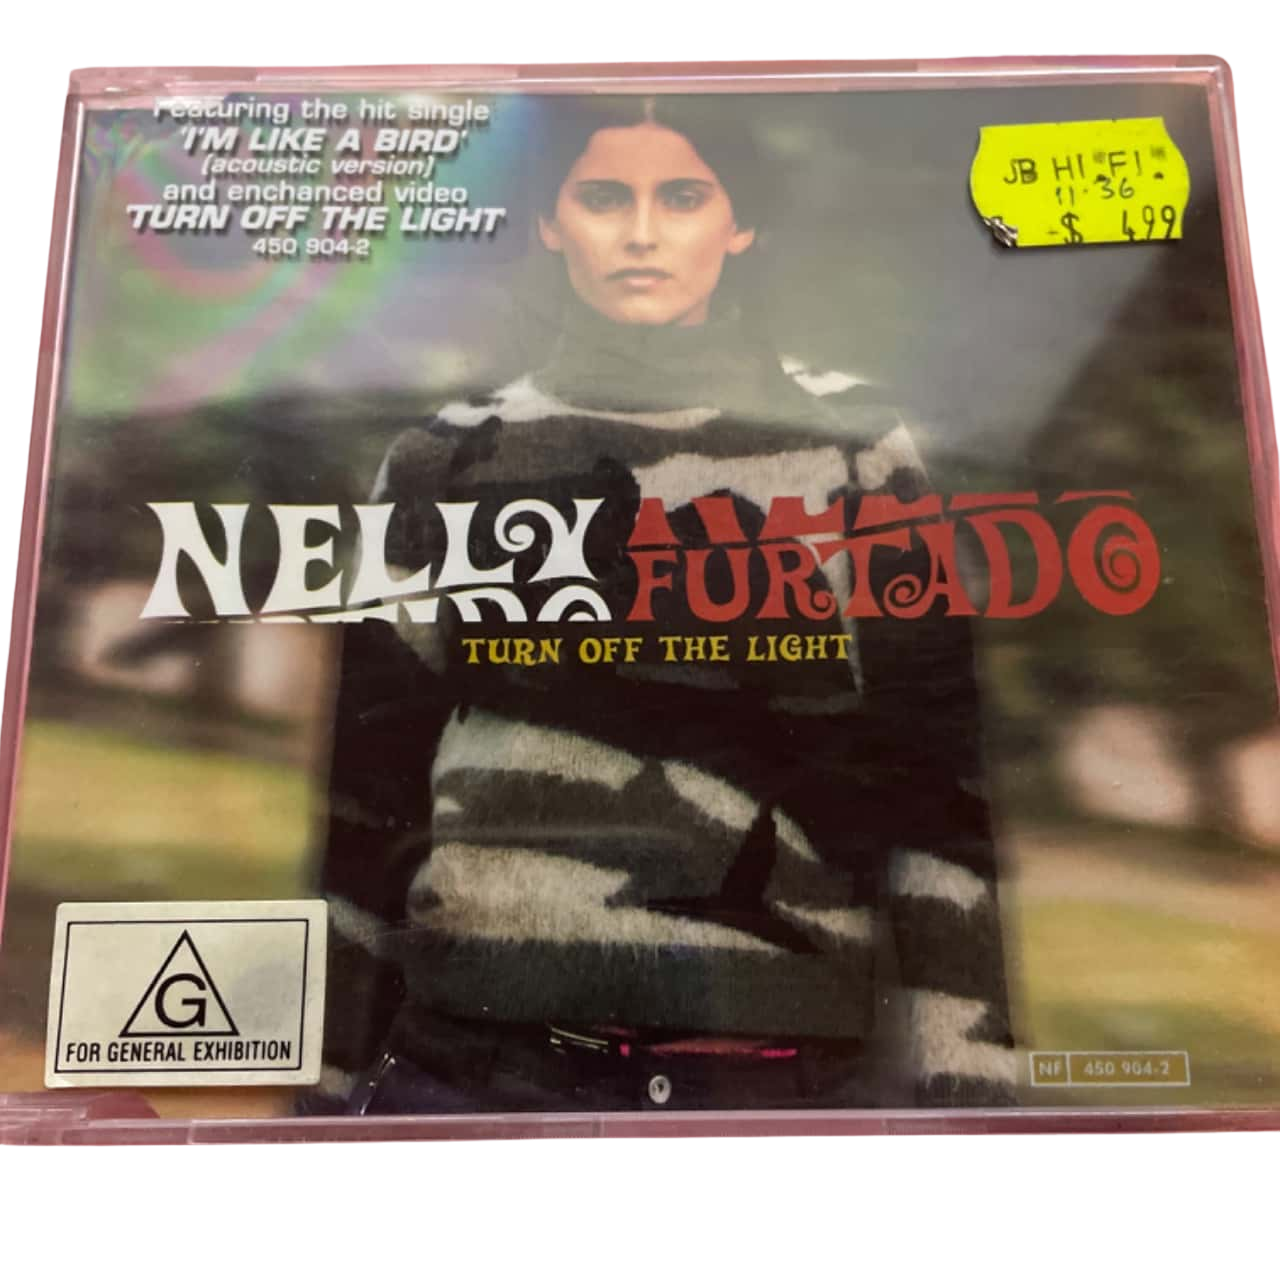 Featuring the hit single
'I'M LIKE A BIRD'
(acoustic version)
and enchanced video
TURN OFF THE LIGHT
450 904-2
JB HI-FI
11.36
$ 4.99
NELLY FURTADO
TURN OFF THE LIGHT
G
FOR GENERAL EXHIBITION
NF 450 904-2